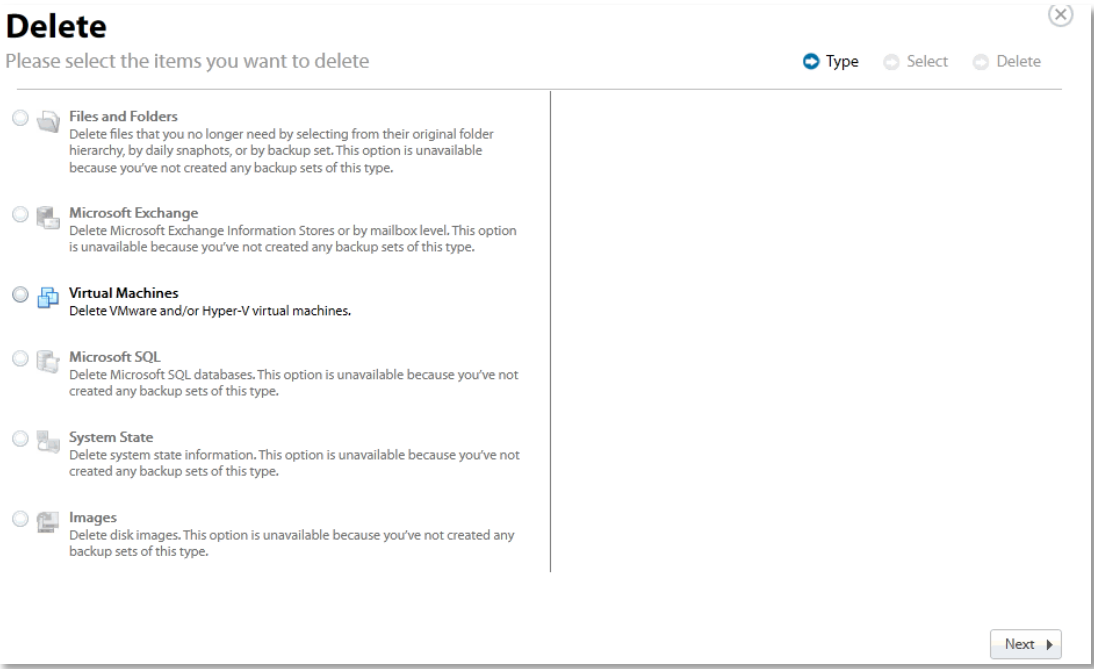 Delete
Please select the items you want to delete
Type
Select
Delete
Files and Folders
Delete files that you no longer need by selecting from their original folder
hierarchy, by daily snaphots, or by backup set. This option is unavailable
because you've not created any backup sets of this type.
Microsoft Exchange
Delete Microsoft Exchange Information Stores or by mailbox level. This option
is unavailable because you've not created any backup sets of this type.
Virtual Machines
Delete VMware and/or Hyper-V virtual machines.
Microsoft SQL
Delete Microsoft SQL databases. This option is unavailable because you've not
created any backup sets of this type.
System State
Delete system state information. This option is unavailable because you've not
created any backup sets of this type.
Images
Delete disk images. This option is unavailable because you've not created any
backup sets of this type.
Next